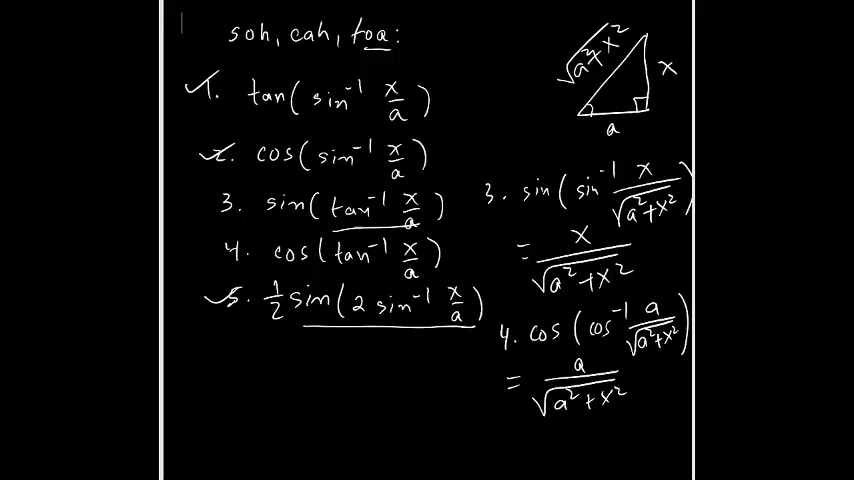 soh, cah, toa:
1. tan(sin⁻¹ x/a)
2. cos(sin⁻¹ x/a)
3. sin(tan⁻¹ x/a)
4. cos(tan⁻¹ x/a)
5. 1/2 sin(2 sin⁻¹ x/a)
√a²+x²
x
a
3. sin(sin⁻¹ x/√a²+x²)
= x/√a²+x²
4. cos(cos⁻¹ a/√a²+x²)
= a/√a²+x²